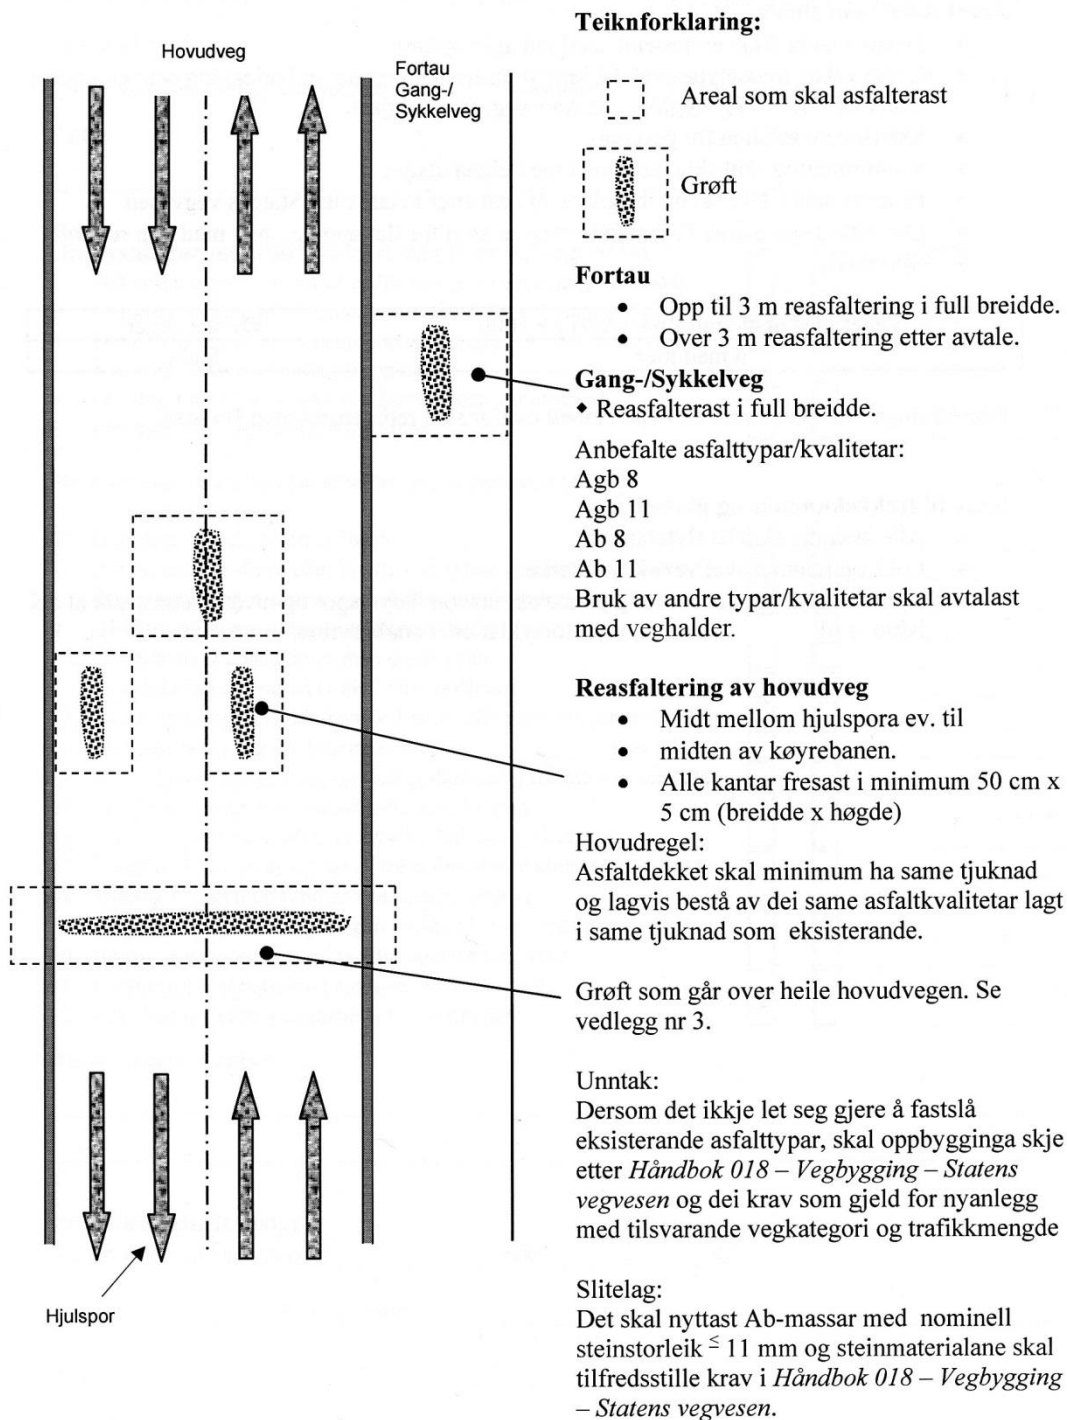 Teiknforklaring:
Hovudveg
Fortau
Gang-/
Sykkelveg
Areal som skal asfalterast
Grøft
Fortau
• Opp til 3 m reasfaltering i full breidde.
• Over 3 m reasfaltering etter avtale.
Gang-/Sykkelveg
◆ Reasfalterast i full breidde.
Anbefalte asfalttypar/kvalitetar:
Agb 8
Agb 11
Ab 8
Ab 11
Bruk av andre typar/kvalitetar skal avtalast
med veghalder.
Reasfaltering av hovudveg
• Midt mellom hjulspora ev. til
• midten av køyrebanen.
• Alle kantar fresast i minimum 50 cm x
5 cm (breidde x høgde)
Hovudregel:
Asfaltdekket skal minimum ha same tjuknad
og lagvis bestå av dei same asfaltkvalitetar lagt
i same tjuknad som eksisterande.
Grøft som går over heile hovudvegen. Se
vedlegg nr 3.
Unntak:
Dersom det ikkje let seg gjere å fastslå
eksisterande asfalttypar, skal oppbygginga skje
etter Håndbok 018 – Vegbygging – Statens
vegvesen og dei krav som gjeld for nyanlegg
med tilsvarande vegkategori og trafikkmengde
Hjulspor
Slitelag:
Det skal nyttast Ab-massar med nominell
steinstorleik ≤ 11 mm og steinmaterialane skal
tilfredsstille krav i Håndbok 018 – Vegbygging
– Statens vegvesen.